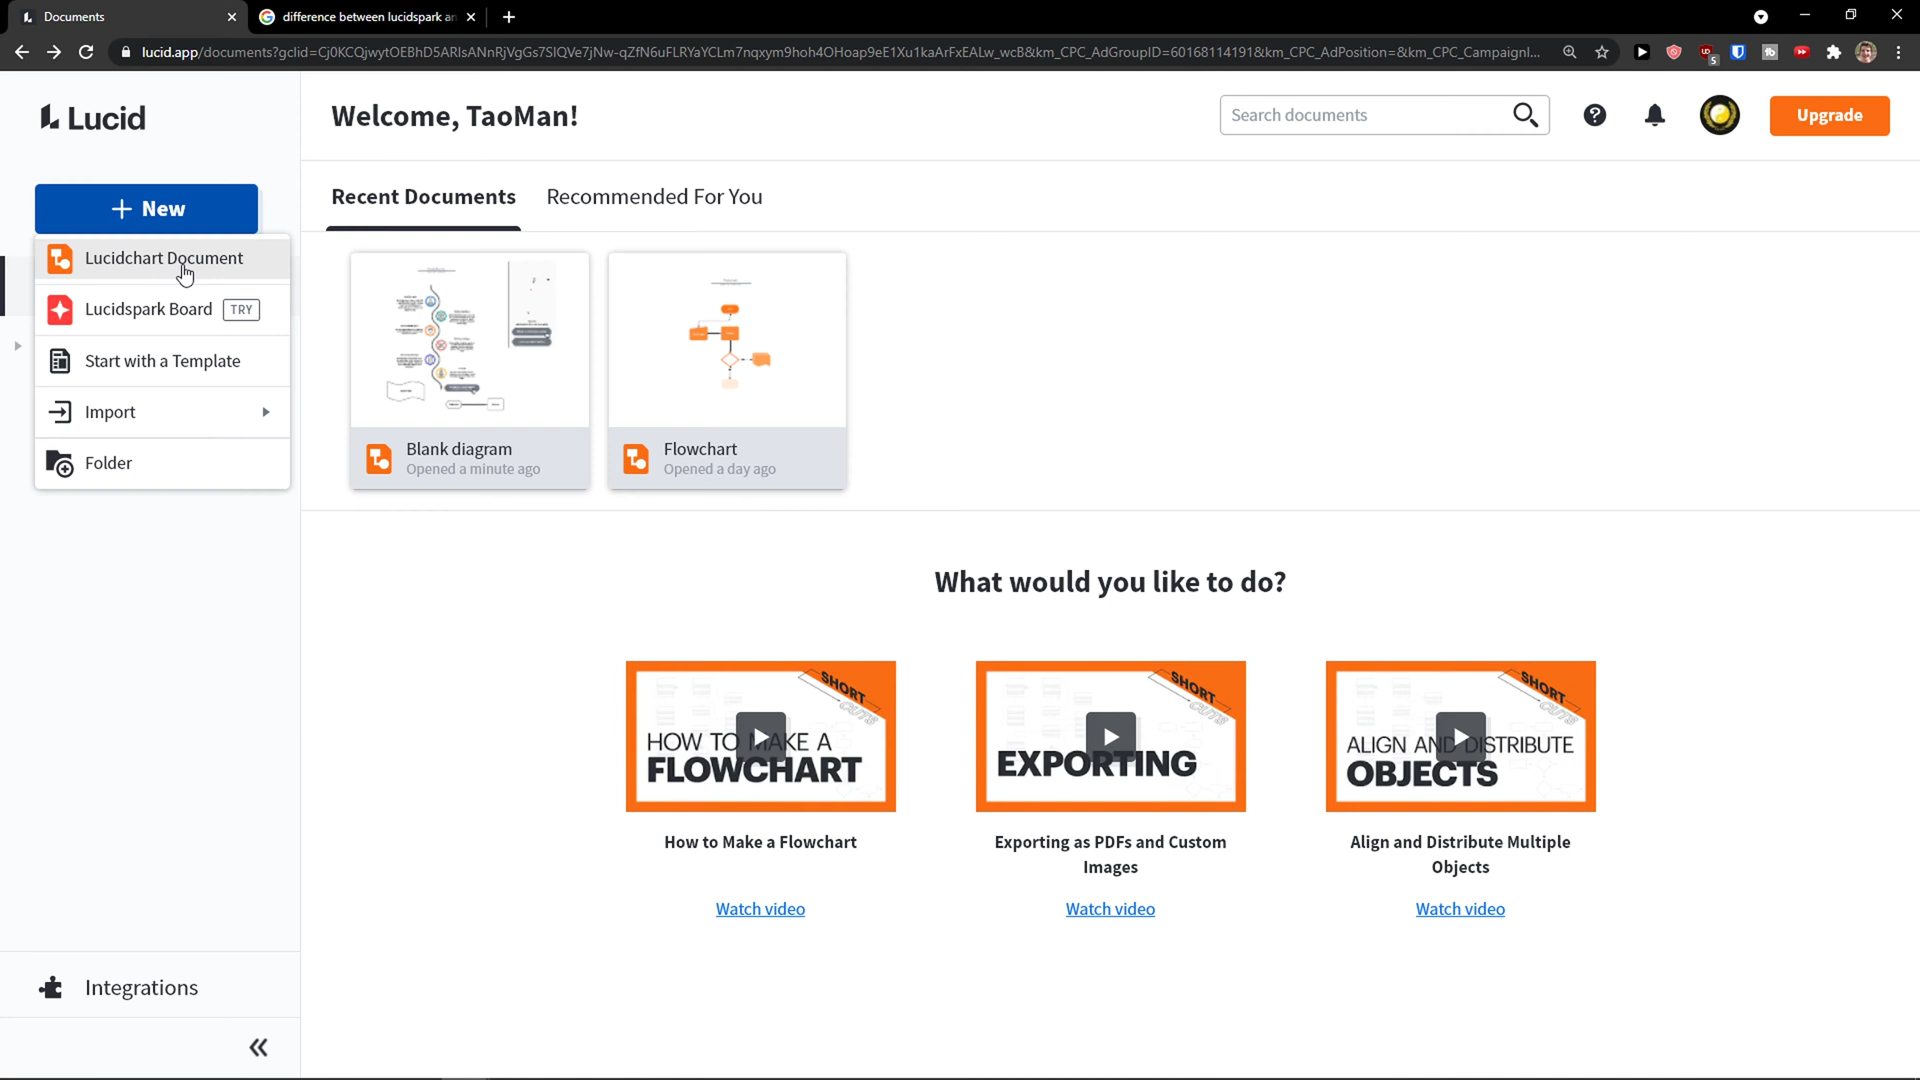 Documents
difference between lucidspark an
lucid.app/documents?gclid=Cj0KCQjwytOEBhD5ARIsANnRjVgGs7SlQVe7jNw-qZfN6uFLRYaYCLm7nqxym9hoh4OHoap9eE1Xu1kaArFxEALw_wcB&km_CPC_AdGroupID=60168114191&km_CPC_AdPosition=&km_CPC_CampaignI...
5
Lucid
Welcome, TaoMan!
Search documents
Upgrade
+ New
Recent Documents
Recommended For You
Lucidchart Document
Lucidspark Board TRY
Start with a Template
Import
Folder
Blank diagram
Opened a minute ago
Flowchart
Opened a day ago
What would you like to do?
SHORT
CUTS
HOW TO MAKE A
FLOWCHART
SHORT
CUTS
EXPORTING
SHORT
CUTS
ALIGN AND DISTRIBUTE
OBJECTS
How to Make a Flowchart
Exporting as PDFs and Custom
Images
Align and Distribute Multiple
Objects
Watch video
Watch video
Watch video
Integrations